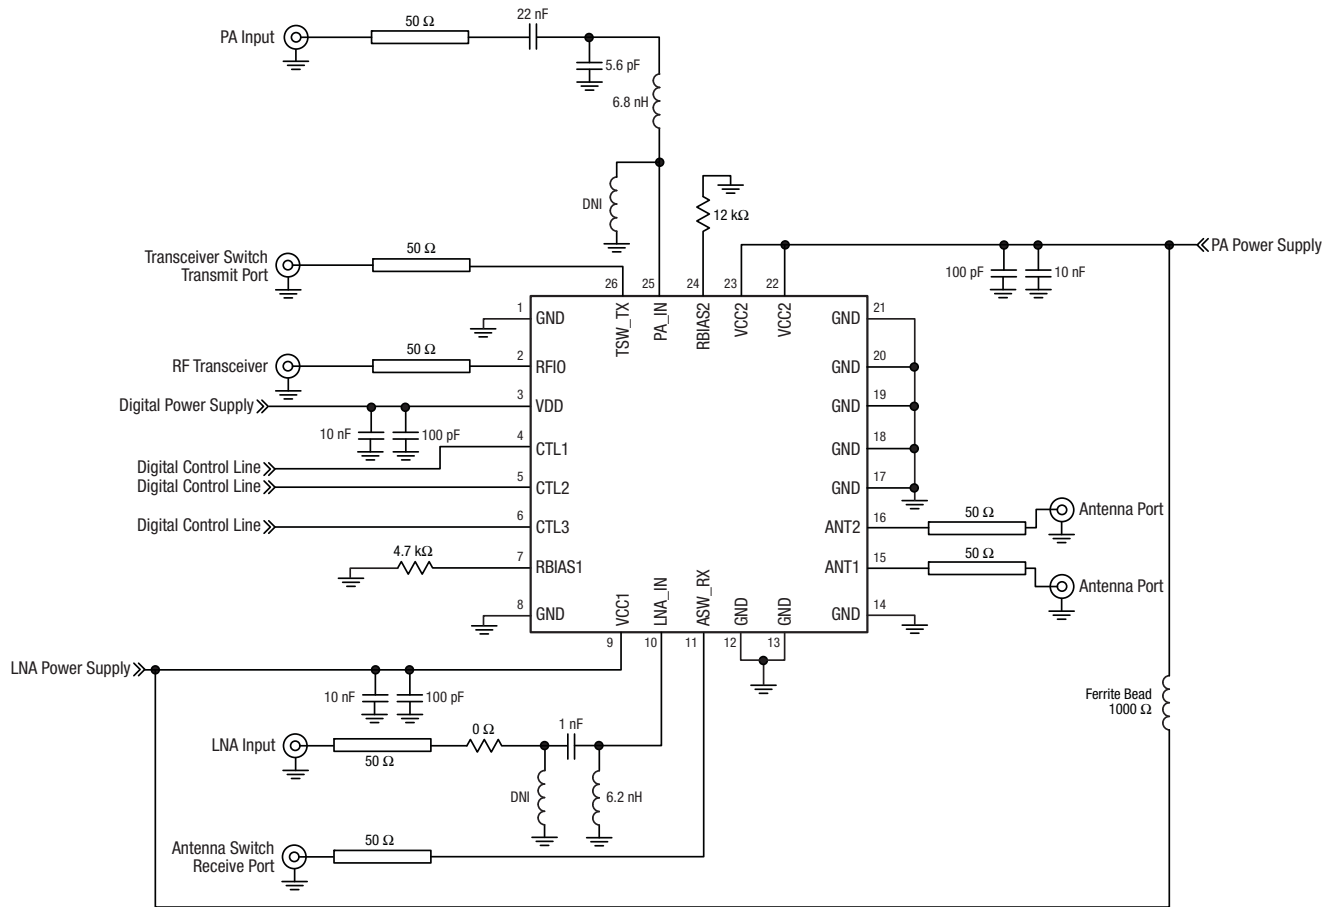 22 nF
50 Ω
PA Input
5.6 pF
6.8 nH
DNI
12 kΩ
Transceiver Switch
Transmit Port
50 Ω
PA Power Supply
100 pF
10 nF
26
25
24
23
22
TSW_TX
PA_IN
RBIAS2
VCC2
VCC2
1
GND
GND
21
RF Transceiver
50 Ω
2
RFIO
GND
20
Digital Power Supply
3
VDD
GND
19
10 nF
100 pF
4
CTL1
GND
18
Digital Control Line
Digital Control Line
5
CTL2
GND
17
Digital Control Line
6
CTL3
ANT2
16
50 Ω
Antenna Port
4.7 kΩ
7
RBIAS1
ANT1
15
50 Ω
Antenna Port
8
GND
GND
14
VCC1
LNA_IN
ASW_RX
GND
GND
9
10
11
12
13
LNA Power Supply
10 nF
100 pF
Ferrite Bead
1000 Ω
LNA Input
50 Ω
0 Ω
1 nF
DNI
6.2 nH
Antenna Switch
Receive Port
50 Ω